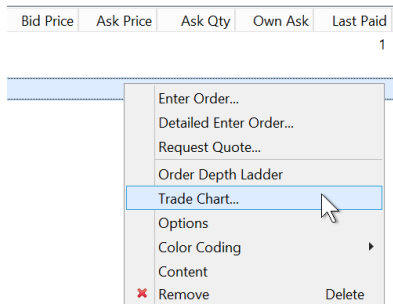 Bid Price Ask Price Ask Qty Own Ask Last Paid
1
Enter Order...
Detailed Enter Order...
Request Quote...
Order Depth Ladder
Trade Chart...
Options
Color Coding
Content
Remove Delete